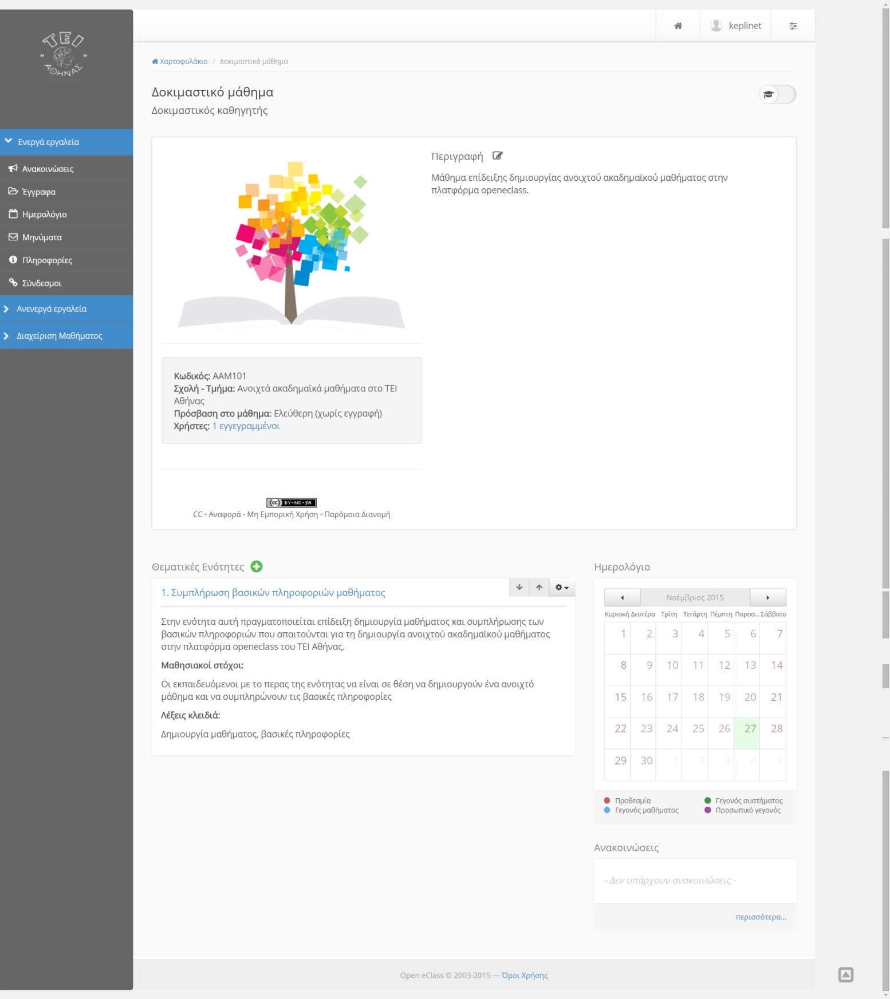 ΤΕΙ
ΑΘΗΝΑΣ
keplinet
Χαρτοφυλάκιο / Δοκιμαστικό μάθημα
Δοκιμαστικό μάθημα
Δοκιμαστικός καθηγητής
Ενεργά εργαλεία
Ανακοινώσεις
Έγγραφα
Ημερολόγιο
Μηνύματα
Πληροφορίες
Σύνδεσμοι
Ανενεργά εργαλεία
Διαχείριση Μαθήματος
Περιγραφή
Μάθημα επίδειξης δημιουργίας ανοιχτού ακαδημαϊκού μαθήματος στην
πλατφόρμα openeclass.
Κωδικός: AAM101
Σχολή - Τμήμα: Ανοιχτά ακαδημαϊκά μαθήματα στο ΤΕΙ
Αθήνας
Πρόσβαση στο μάθημα: Ελεύθερη (χωρίς εγγραφή)
Χρήστες: 1 εγγεγραμμένοι
(cc) BY-NC-SA
CC - Αναφορά - Μη Εμπορική Χρήση - Παρόμοια Διανομή
Θεματικές Ενότητες
1. Συμπλήρωση βασικών πληροφοριών μαθήματος
Στην ενότητα αυτή πραγματοποιείται επίδειξη δημιουργία μαθήματος και συμπλήρωσης των
βασικών πληροφοριών που απαιτούνται για τη δημιουργία ανοιχτού ακαδημαϊκού μαθήματος
στην πλατφόρμα openeclass του ΤΕΙ Αθήνας.
Μαθησιακοί στόχοι:
Οι εκπαιδευόμενοι με το περας της ενότητας να είναι σε θέση να δημιουργούν ένα ανοιχτό
μάθημα και να συμπληρώνουν τις βασικές πληροφορίες
Λέξεις κλειδιά:
Δημιουργία μαθήματος, βασικές πληροφορίες
Ημερολόγιο
Νοέμβριος 2015
Κυριακή Δευτέρα Τρίτη Τετάρτη Πέμπτη Παρασ... Σάββατο
1 2 3 4 5 6 7
8 9 10 11 12 13 14
15 16 17 18 19 20 21
22 23 24 25 26 27 28
29 30 1 2 3 4 5
Προθεσμία Γεγονός συστήματος
Γεγονός μαθήματος Προσωπικό γεγονός
Ανακοινώσεις
- Δεν υπάρχουν ανακοινώσεις -
περισσότερα...
Open eClass © 2003-2015 — Όροι Χρήσης